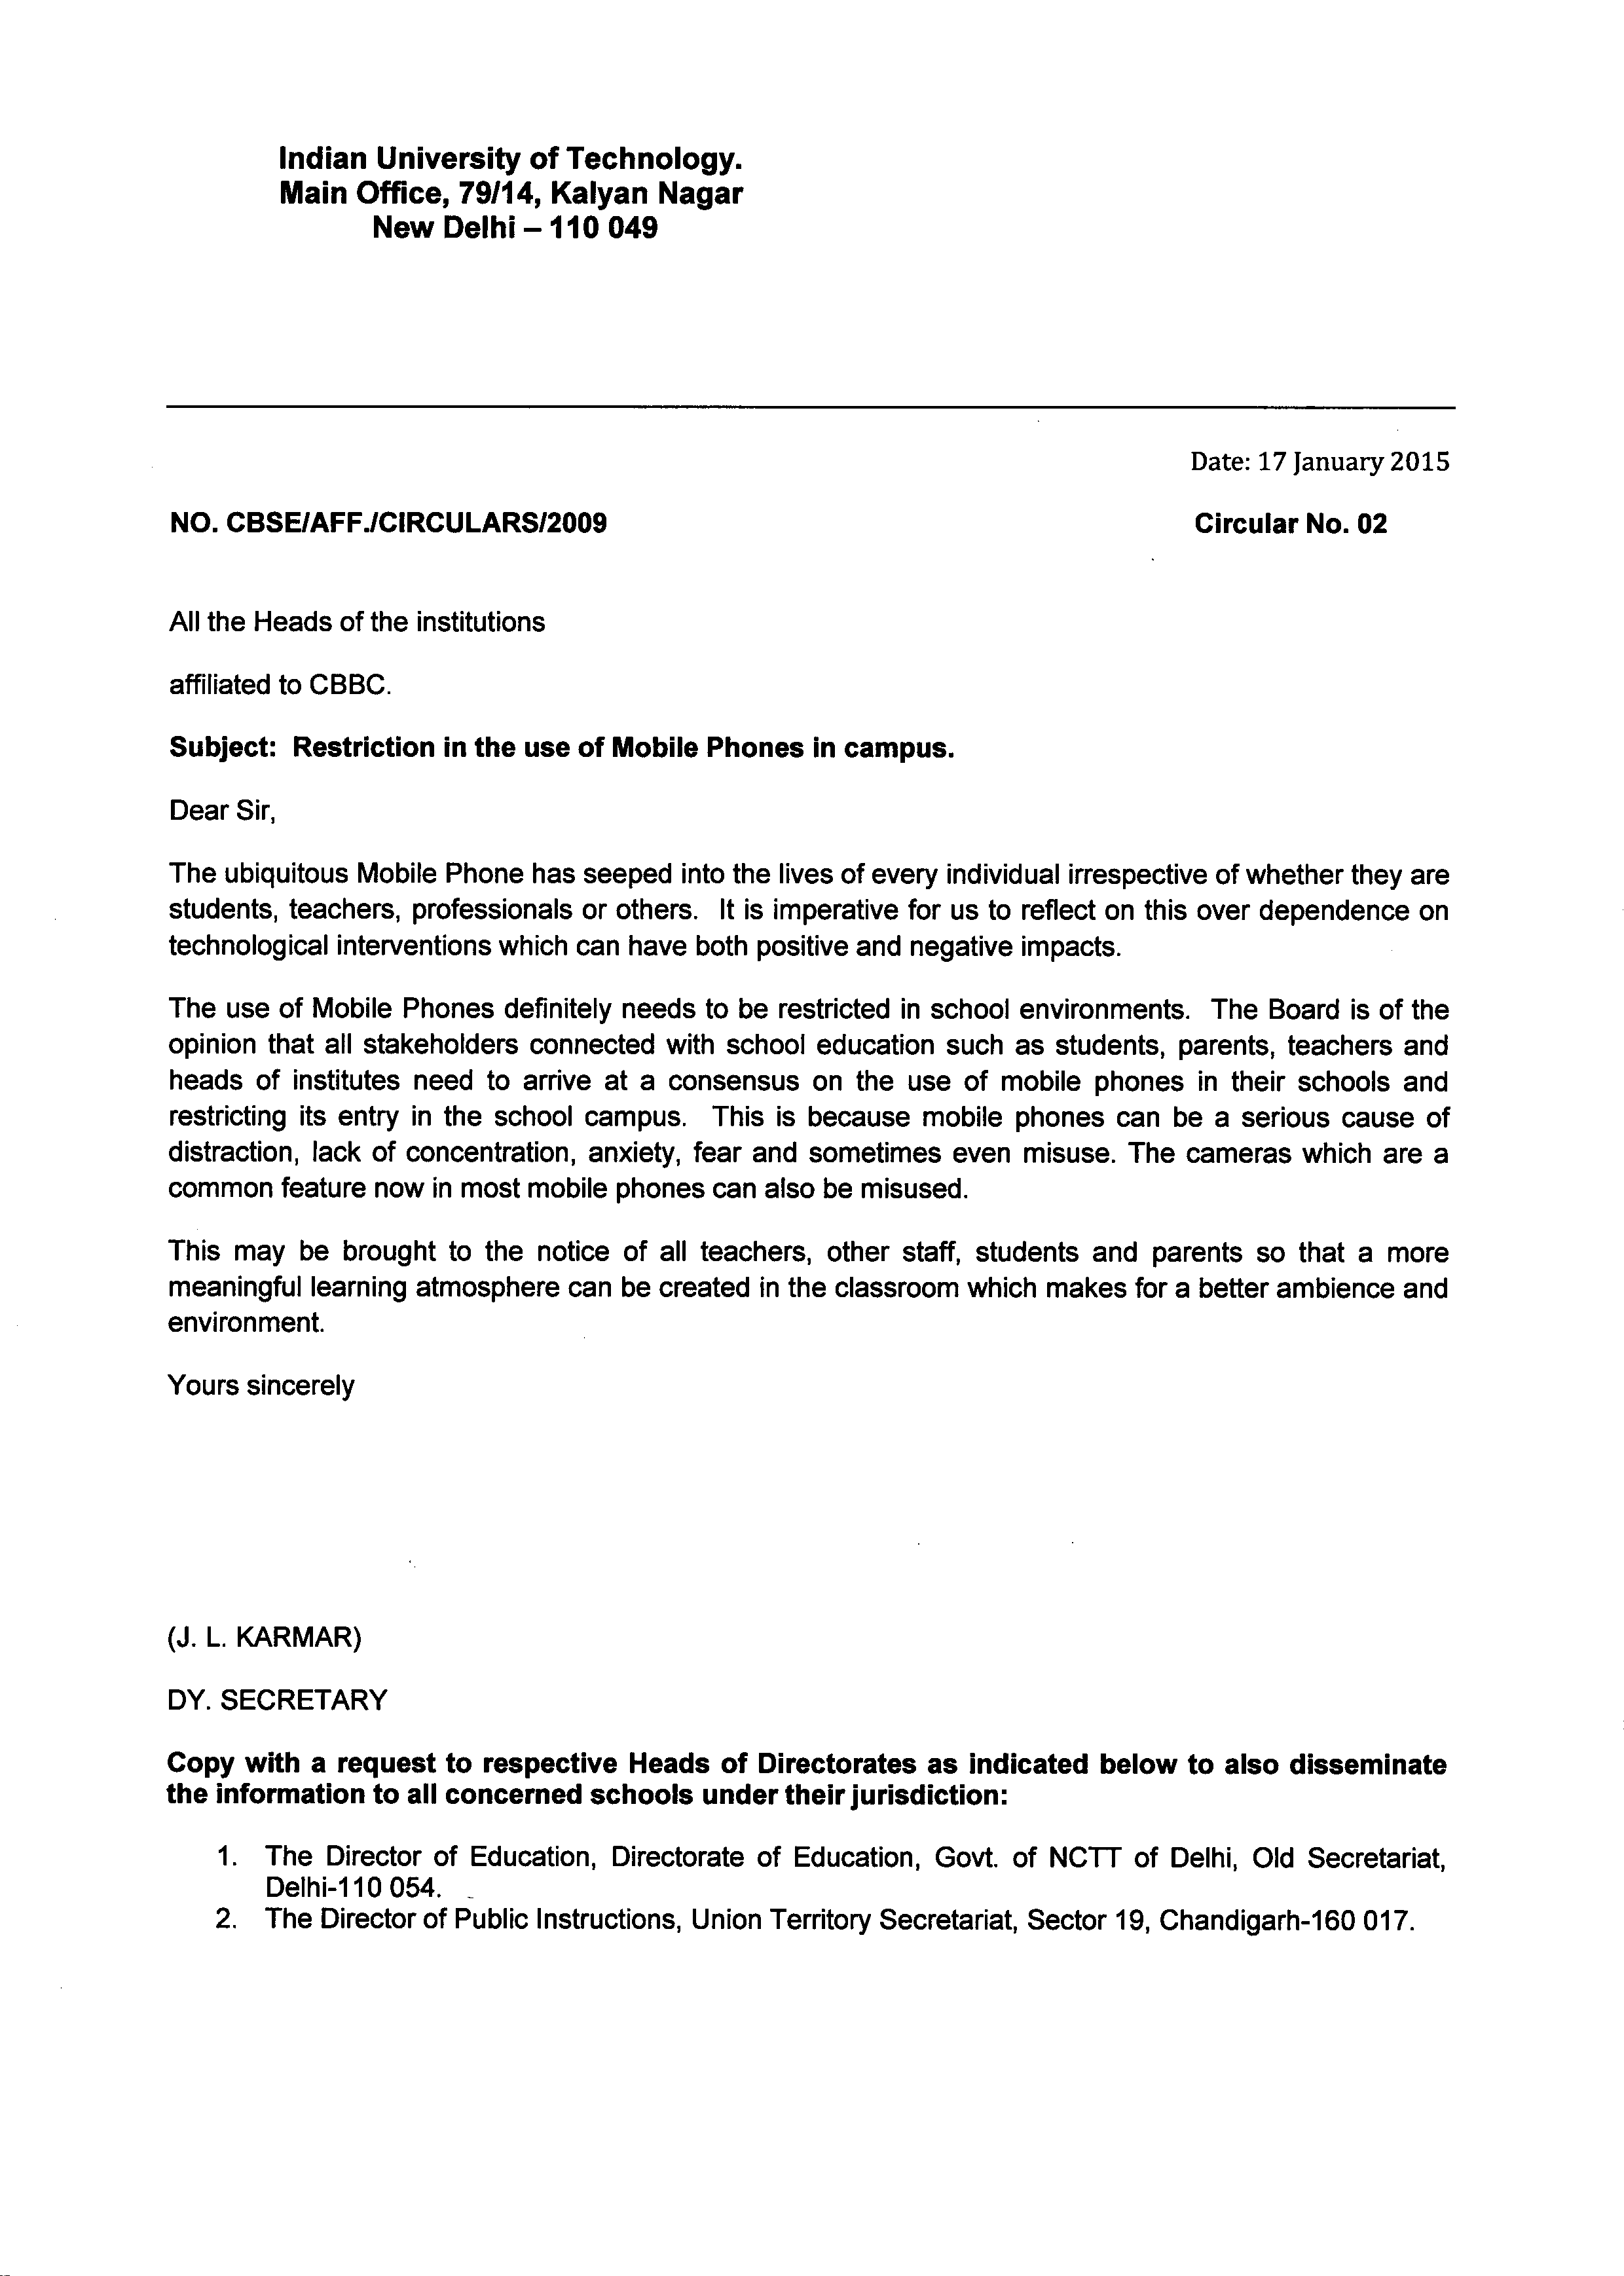 Indian University of Technology.
Main Office, 79/14, Kalyan Nagar
New Delhi – 110 049
Date: 17 January 2015
NO. CBSE/AFF./CIRCULARS/2009 Circular No. 02
All the Heads of the institutions
affiliated to CBBC.
Subject: Restriction in the use of Mobile Phones in campus.
Dear Sir,
The ubiquitous Mobile Phone has seeped into the lives of every individual irrespective of whether they are
students, teachers, professionals or others. It is imperative for us to reflect on this over dependence on
technological interventions which can have both positive and negative impacts.
The use of Mobile Phones definitely needs to be restricted in school environments. The Board is of the
opinion that all stakeholders connected with school education such as students, parents, teachers and
heads of institutes need to arrive at a consensus on the use of mobile phones in their schools and
restricting its entry in the school campus. This is because mobile phones can be a serious cause of
distraction, lack of concentration, anxiety, fear and sometimes even misuse. The cameras which are a
common feature now in most mobile phones can also be misused.
This may be brought to the notice of all teachers, other staff, students and parents so that a more
meaningful learning atmosphere can be created in the classroom which makes for a better ambience and
environment.
Yours sincerely
(J. L. KARMAR)
DY. SECRETARY
Copy with a request to respective Heads of Directorates as indicated below to also disseminate
the information to all concerned schools under their jurisdiction:
1. The Director of Education, Directorate of Education, Govt. of NCTT of Delhi, Old Secretariat,
Delhi-110 054.
2. The Director of Public Instructions, Union Territory Secretariat, Sector 19, Chandigarh-160 017.